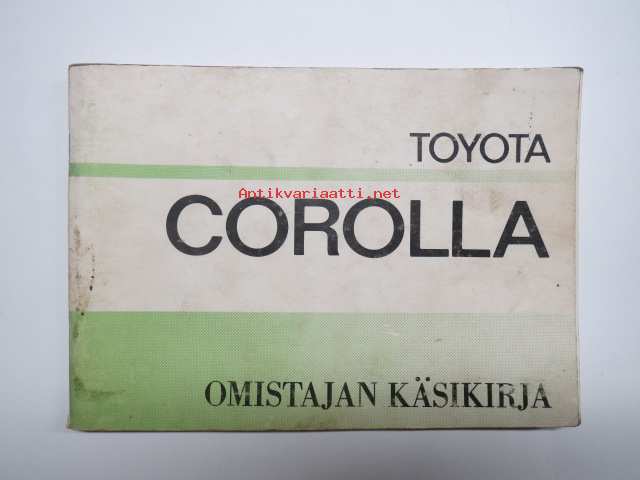 TOYOTA
Antikvariaatti.net
COROLLA
OMISTAJAN KÄSIKIRJA